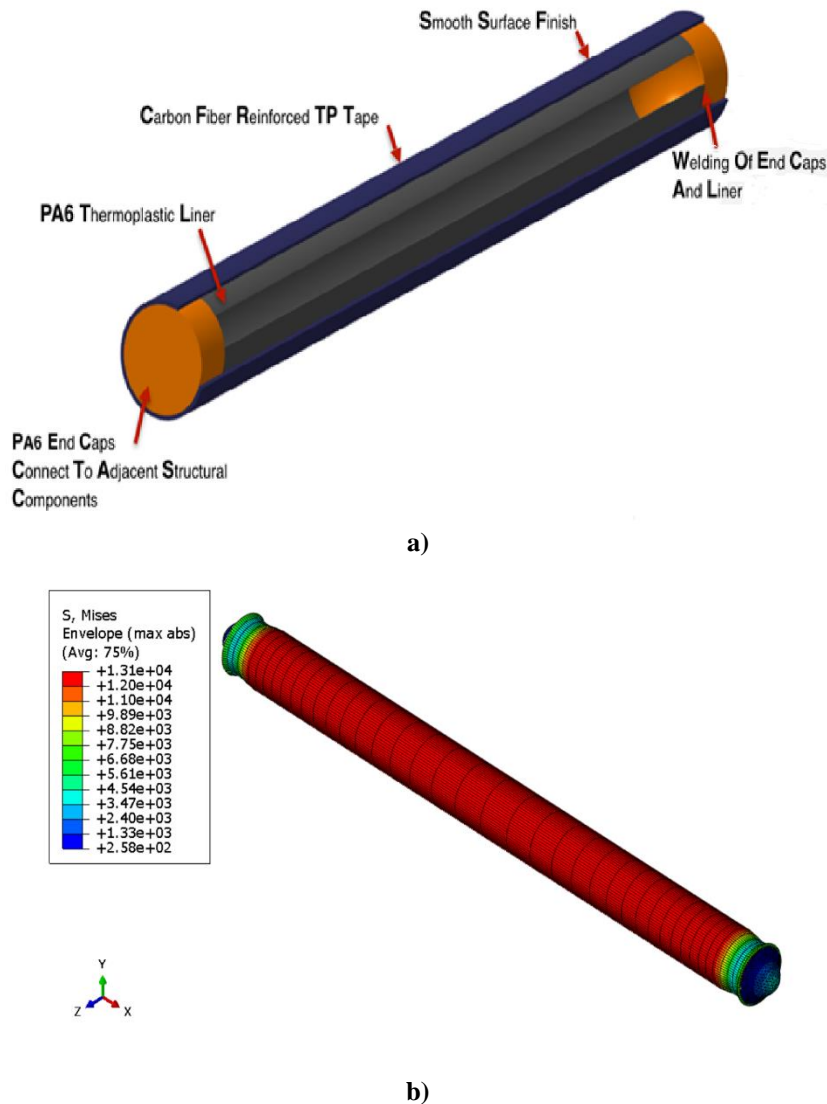 Smooth Surface Finish
Carbon Fiber Reinforced TP Tape
Welding Of End Caps
And Liner
PA6 Thermoplastic Liner
PA6 End Caps
Connect To Adjacent Structural
Components
a)
S, Mises
Envelope (max abs)
(Avg: 75%)
+1.31e+04
+1.20e+04
+1.10e+04
+9.89e+03
+8.82e+03
+7.75e+03
+6.68e+03
+5.61e+03
+4.54e+03
+3.47e+03
+2.40e+03
+1.33e+03
+2.58e+02
Y
Z
X
b)